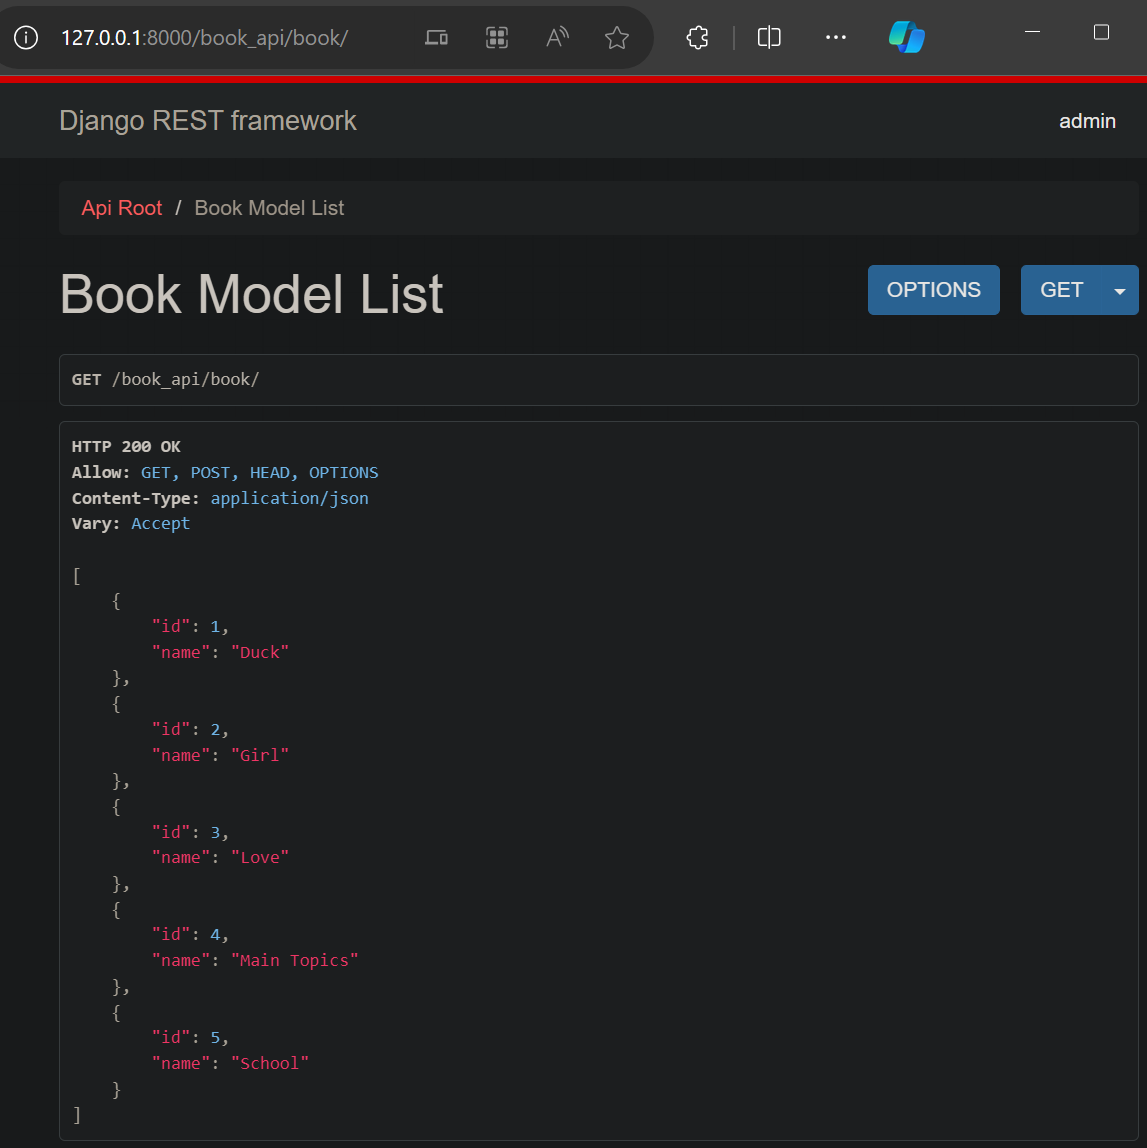 127.0.0.1:8000/book_api/book/
Django REST framework
admin
Api Root / Book Model List
Book Model List
OPTIONS
GET
GET /book_api/book/
HTTP 200 OK
Allow: GET, POST, HEAD, OPTIONS
Content-Type: application/json
Vary: Accept
[
    {
        "id": 1,
        "name": "Duck"
    },
    {
        "id": 2,
        "name": "Girl"
    },
    {
        "id": 3,
        "name": "Love"
    },
    {
        "id": 4,
        "name": "Main Topics"
    },
    {
        "id": 5,
        "name": "School"
    }
]